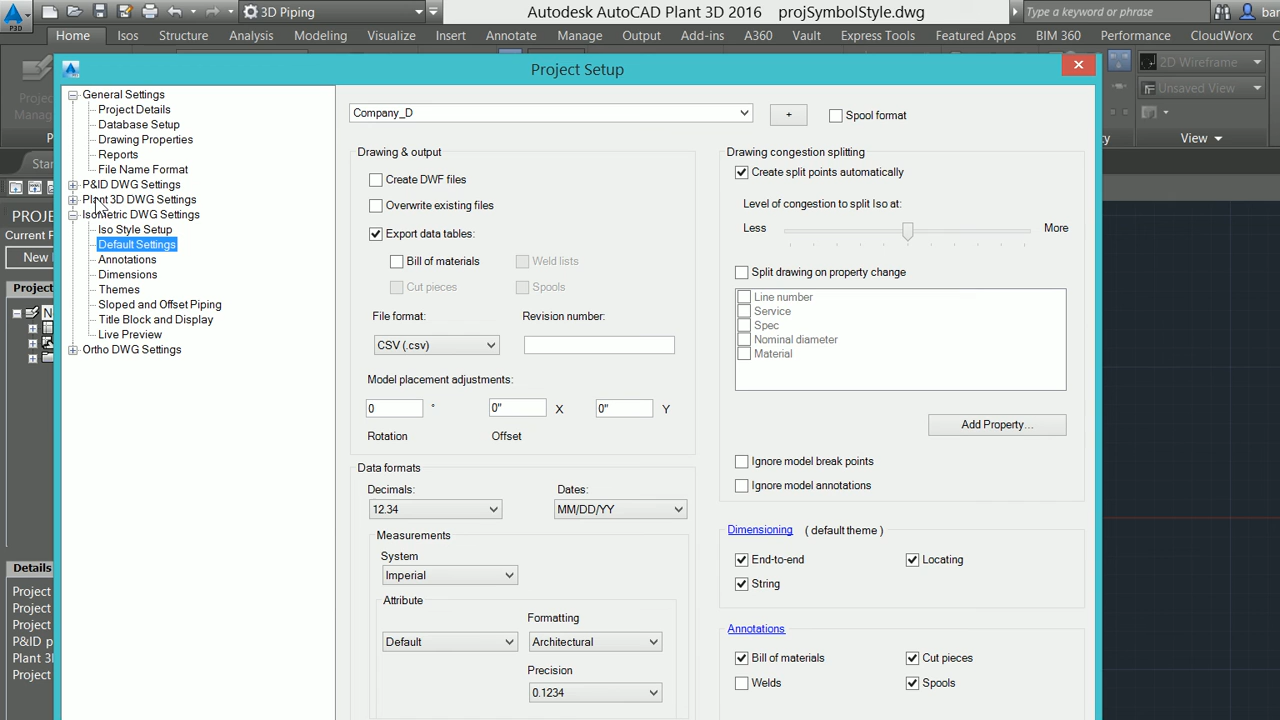 3D Piping
Autodesk AutoCAD Plant 3D 2016 projSymbolStyle.dwg
Type a keyword or phrase
P3D
Home Isos Structure Analysis Modeling Visualize Insert Annotate Manage Output Add-ins A360 Vault Express Tools Featured Apps BIM 360 Performance CloudWorx
2D Wireframe
Unsaved View
View
Project Setup
General Settings
Project Details
Database Setup
Drawing Properties
Reports
File Name Format
P&ID DWG Settings
Plant 3D DWG Settings
Isometric DWG Settings
Iso Style Setup
Default Settings
Annotations
Dimensions
Themes
Sloped and Offset Piping
Title Block and Display
Live Preview
Ortho DWG Settings
Company_D
+
Spool format
Drawing & output
Create DWF files
Overwrite existing files
Export data tables:
Bill of materials Weld lists
Cut pieces Spools
File format: Revision number:
CSV (.csv)
Model placement adjustments:
0 ° 0" X 0" Y
Rotation Offset
Data formats
Decimals: Dates:
12.34 MM/DD/YY
Measurements
System
Imperial
Attribute
Formatting
Default Architectural
Precision
0.1234
Drawing congestion splitting
Create split points automatically
Level of congestion to split Iso at:
Less More
Split drawing on property change
Line number
Service
Spec
Nominal diameter
Material
Add Property...
Ignore model break points
Ignore model annotations
Dimensioning ( default theme )
End-to-end Locating
String
Annotations
Bill of materials Cut pieces
Welds Spools
Details
Project
Project
Project
P&ID p
Plant 3
Project